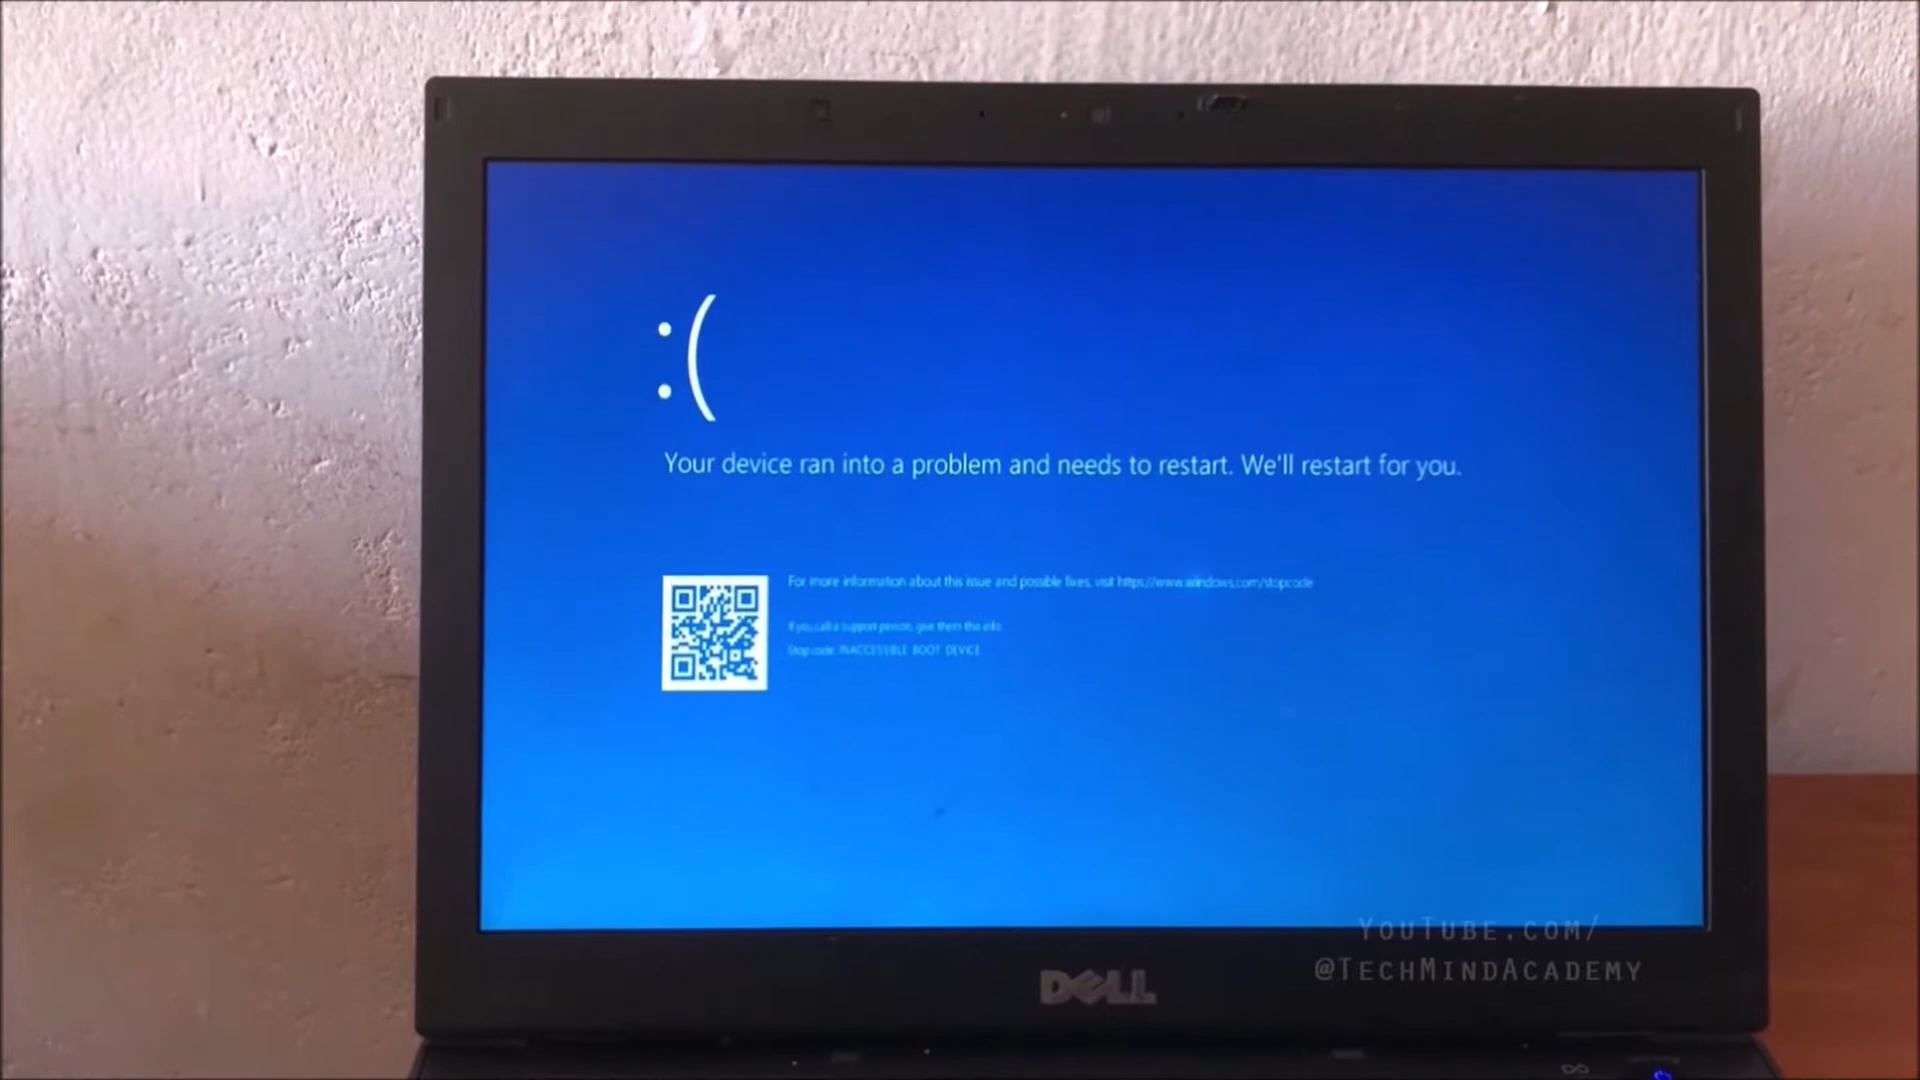 :(
Your device ran into a problem and needs to restart. We'll restart for you.
For more information about this issue and possible fixes, visit https://www.windows.com/stopcode
If you call a support person, give them this info
Stop code: INACCESSIBLE BOOT DEVICE
YouTube.com/
@TechMindAcademy
DELL